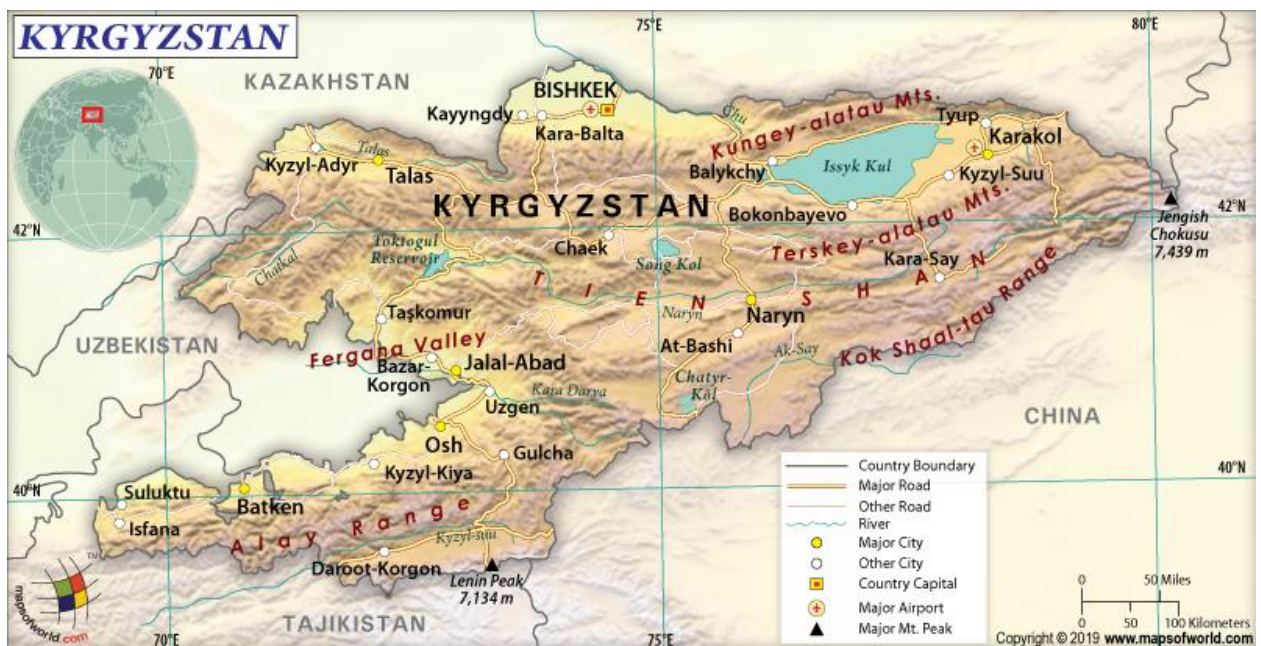 KYRGYZSTAN
75°E
80°E
70°E
KAZAKHSTAN
BISHKEK
Kayyngdy
Kara-Balta
Chu
Kungey-alatau Mts.
Tyup
Karakol
Talas
Kyzyl-Adyr
Talas
Balykchy
Issyk Kul
Kyzyl-Suu
KYRGYZSTAN
Bokonbayevo
Terskey-alatau Mts.
42°N
42°N
Jengish
Chokusu
7,439 m
Toktogul
Reservojr
Chaek
Song Kol
Kara-Say
Chatkal
TIEN SHAN
Naryn
Naryn
Taşkomur
UZBEKISTAN
Fergana Valley
At-Bashi
Ak-Say
Kok Shaal-tau Range
Bazar-
Korgon
Jalal-Abad
Kara Darya
Chatyr-
Köl
Uzgen
CHINA
Osh
Gulcha
Kyzyl-Kiya
40°N
40°N
Suluktu
Batken
Isfana
Alay Range
Kyzyl-suu
Daroot-Korgon
Lenin Peak
7,134 m
TAJIKISTAN
70°E
75°E
TM
mapsofworld.com
Country Boundary
Major Road
Other Road
River
Major City
Other City
Country Capital
Major Airport
Major Mt. Peak
0 50 Miles
0 50 100 Kilometers
Copyright © 2019 www.mapsofworld.com